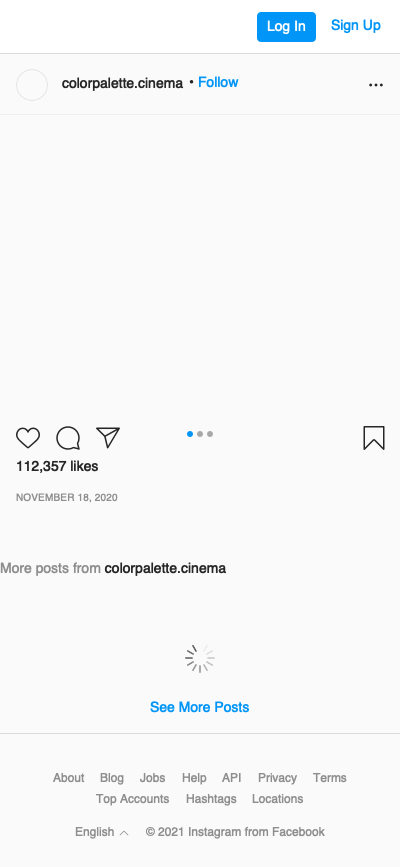 Log In Sign Up
colorpalette.cinema • Follow
112,357 likes
NOVEMBER 18, 2020
More posts from colorpalette.cinema
See More Posts
About Blog Jobs Help API Privacy Terms
Top Accounts Hashtags Locations
English © 2021 Instagram from Facebook